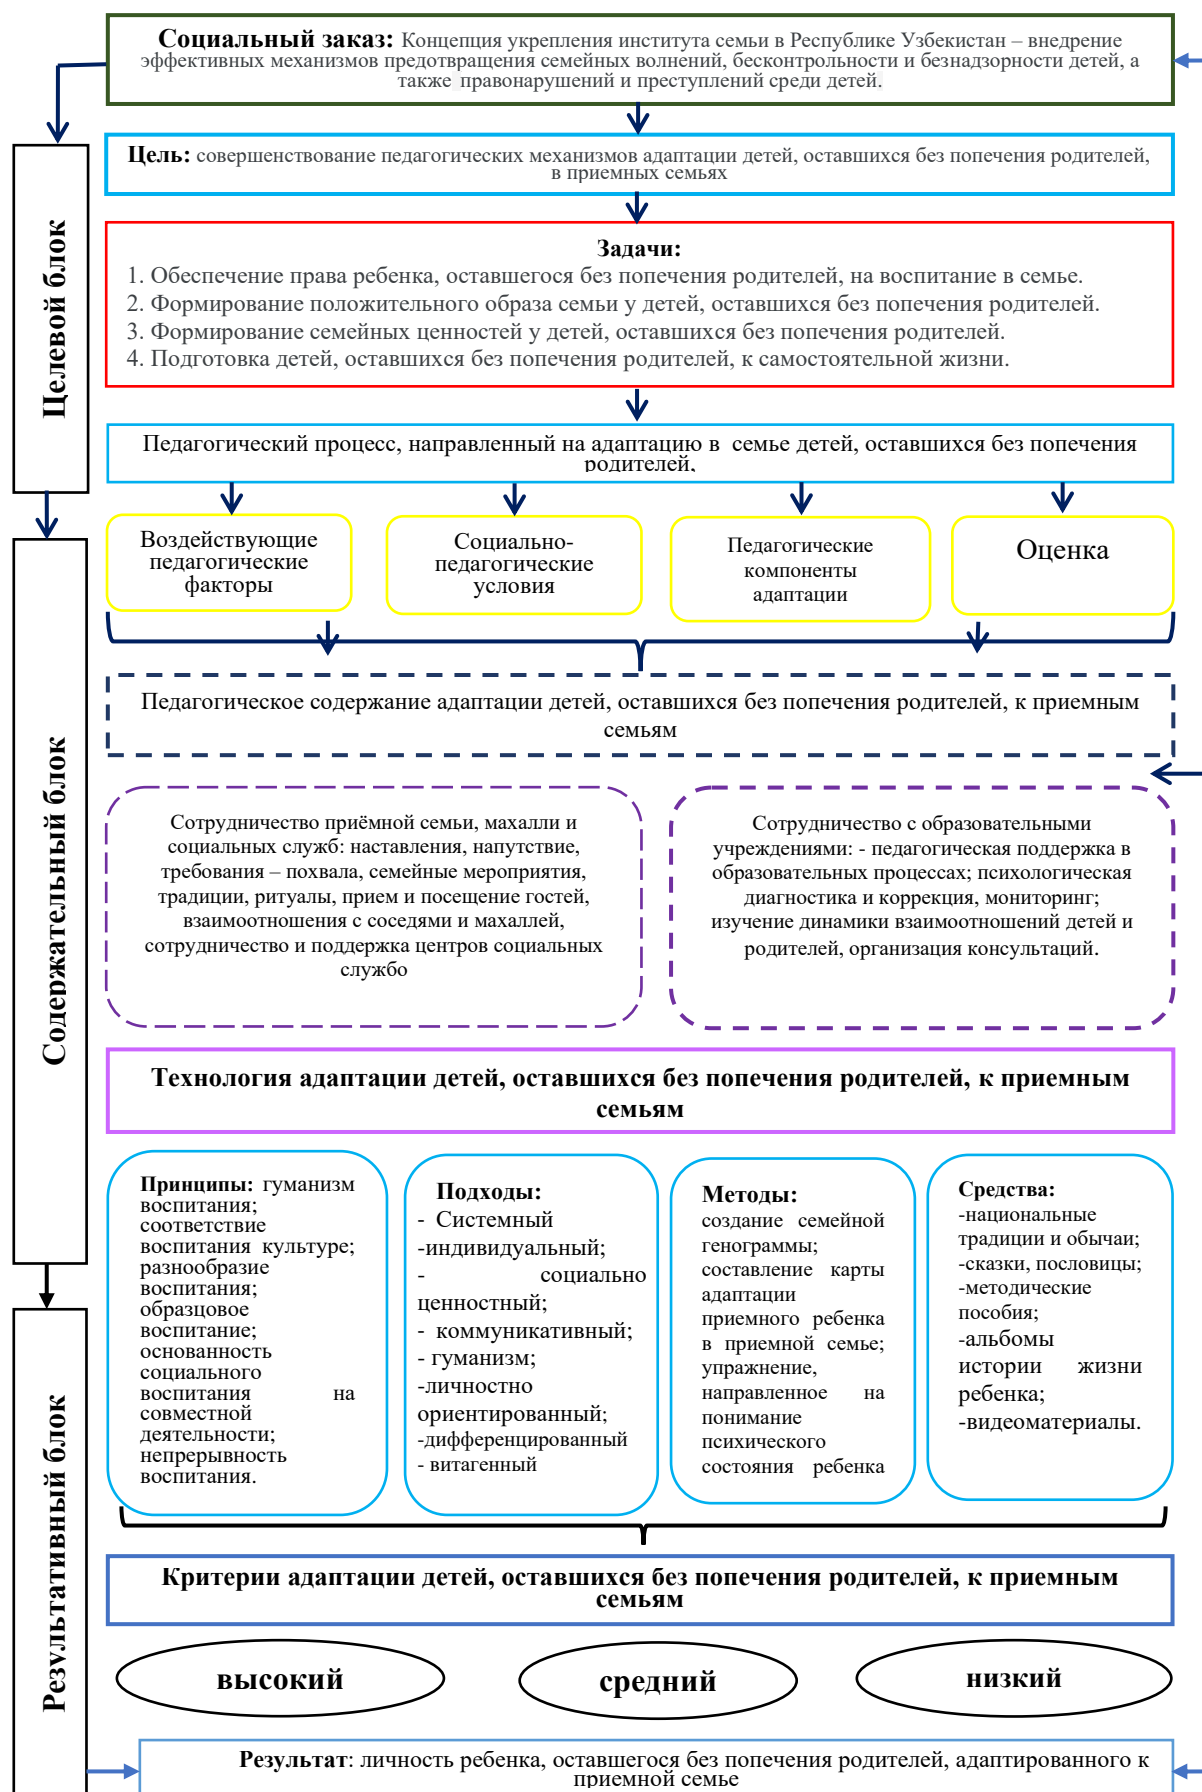 Социальный заказ: Концепция укрепления института семьи в Республике Узбекистан – внедрение
эффективных механизмов предотвращения семейных волнений, бесконтрольности и безнадзорности детей, а
также правонарушений и преступлений среди детей.
Целевой блок
Цель: совершенствование педагогических механизмов адаптации детей, оставшихся без попечения родителей,
в приемных семьях
Задачи:
1. Обеспечение права ребенка, оставшегося без попечения родителей, на воспитание в семье.
2. Формирование положительного образа семьи у детей, оставшихся без попечения родителей.
3. Формирование семейных ценностей у детей, оставшихся без попечения родителей.
4. Подготовка детей, оставшихся без попечения родителей, к самостоятельной жизни.
Педагогический процесс, направленный на адаптацию в семье детей, оставшихся без попечения
родителей,
Содержательный блок
Воздействующие
педагогические
факторы
Социально-
педагогические
условия
Педагогические
компоненты
адаптации
Оценка
Педагогическое содержание адаптации детей, оставшихся без попечения родителей, к приемным
семьям
Сотрудничество приёмной семьи, махалли и
социальных служб: наставления, напутствие,
требования – похвала, семейные мероприятия,
традиции, ритуалы, прием и посещение гостей,
взаимоотношения с соседями и махаллей,
сотрудничество и поддержка центров социальных
службо
Сотрудничество с образовательными
учреждениями: - педагогическая поддержка в
образовательных процессах; психологическая
диагностика и коррекция, мониторинг;
изучение динамики взаимоотношений детей и
родителей, организация консультаций.
Технология адаптации детей, оставшихся без попечения родителей, к приемным
семьям
Принципы: гуманизм
воспитания;
соответствие
воспитания культуре;
разнообразие
воспитания;
образцовое
воспитание;
основанность
социального
воспитания на
совместной
деятельности;
непрерывность
воспитания.
Подходы:
- Системный
-индивидуальный;
- социально
ценностный;
- коммуникативный;
- гуманизм;
-личностно
ориентированный;
-дифференцированный
- витагенный
Методы:
создание семейной
генограммы;
составление карты
адаптации
приемного ребенка
в приемной семье;
упражнение,
направленное на
понимание
психического
состояния ребенка
Средства:
-национальные
традиции и обычаи;
-сказки, пословицы;
-методические
пособия;
-альбомы
истории жизни
ребенка;
-видеоматериалы.
Результативный блок
Критерии адаптации детей, оставшихся без попечения родителей, к приемным
семьям
высокий
средний
низкий
Результат: личность ребенка, оставшегося без попечения родителей, адаптированного к
приемной семье